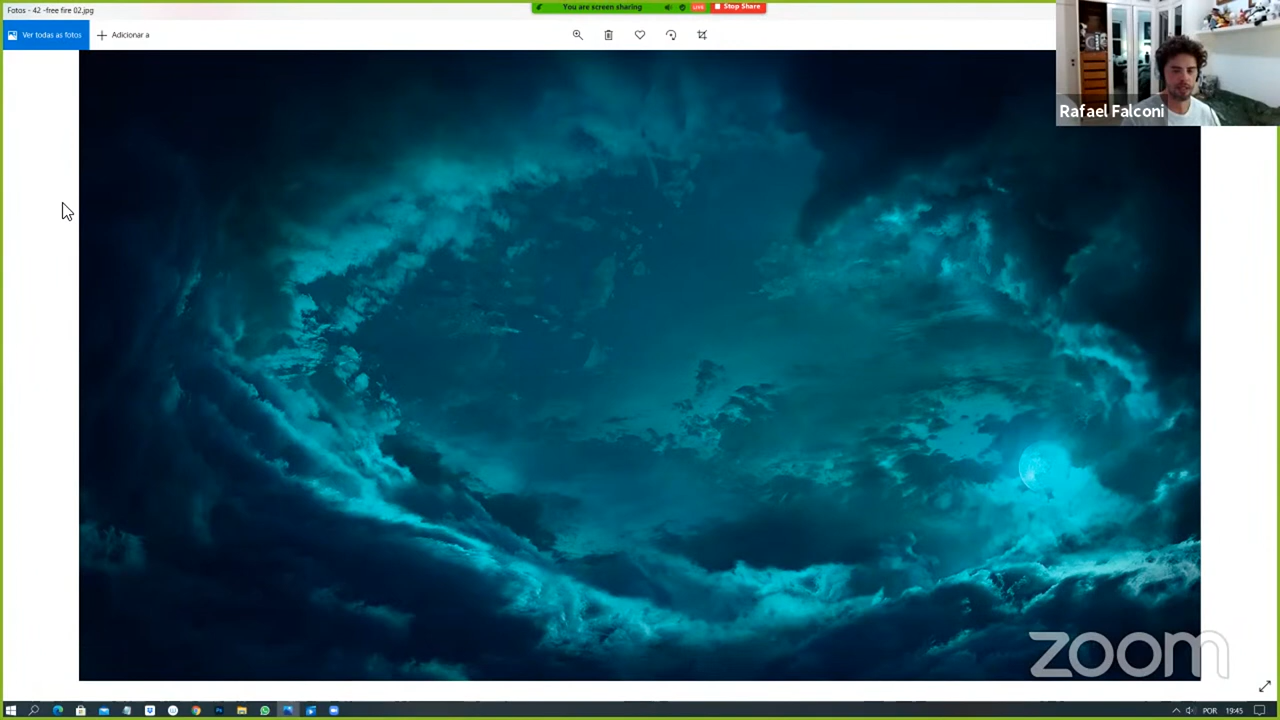 Fotos - 42 -free fire 02.jpg
You are screen sharing
LIVE
Stop Share
Ver todas as fotos
Adicionar a
Rafael Falconi
zoom
POR
19:45